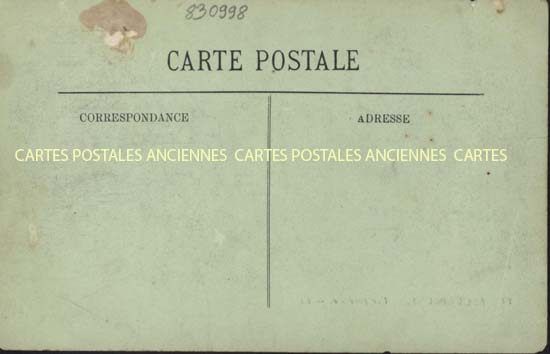 830998
CARTE POSTALE
CORRESPONDANCE
ADRESSE
CARTES POSTALES ANCIENNES CARTES POSTALES ANCIENNES CARTES